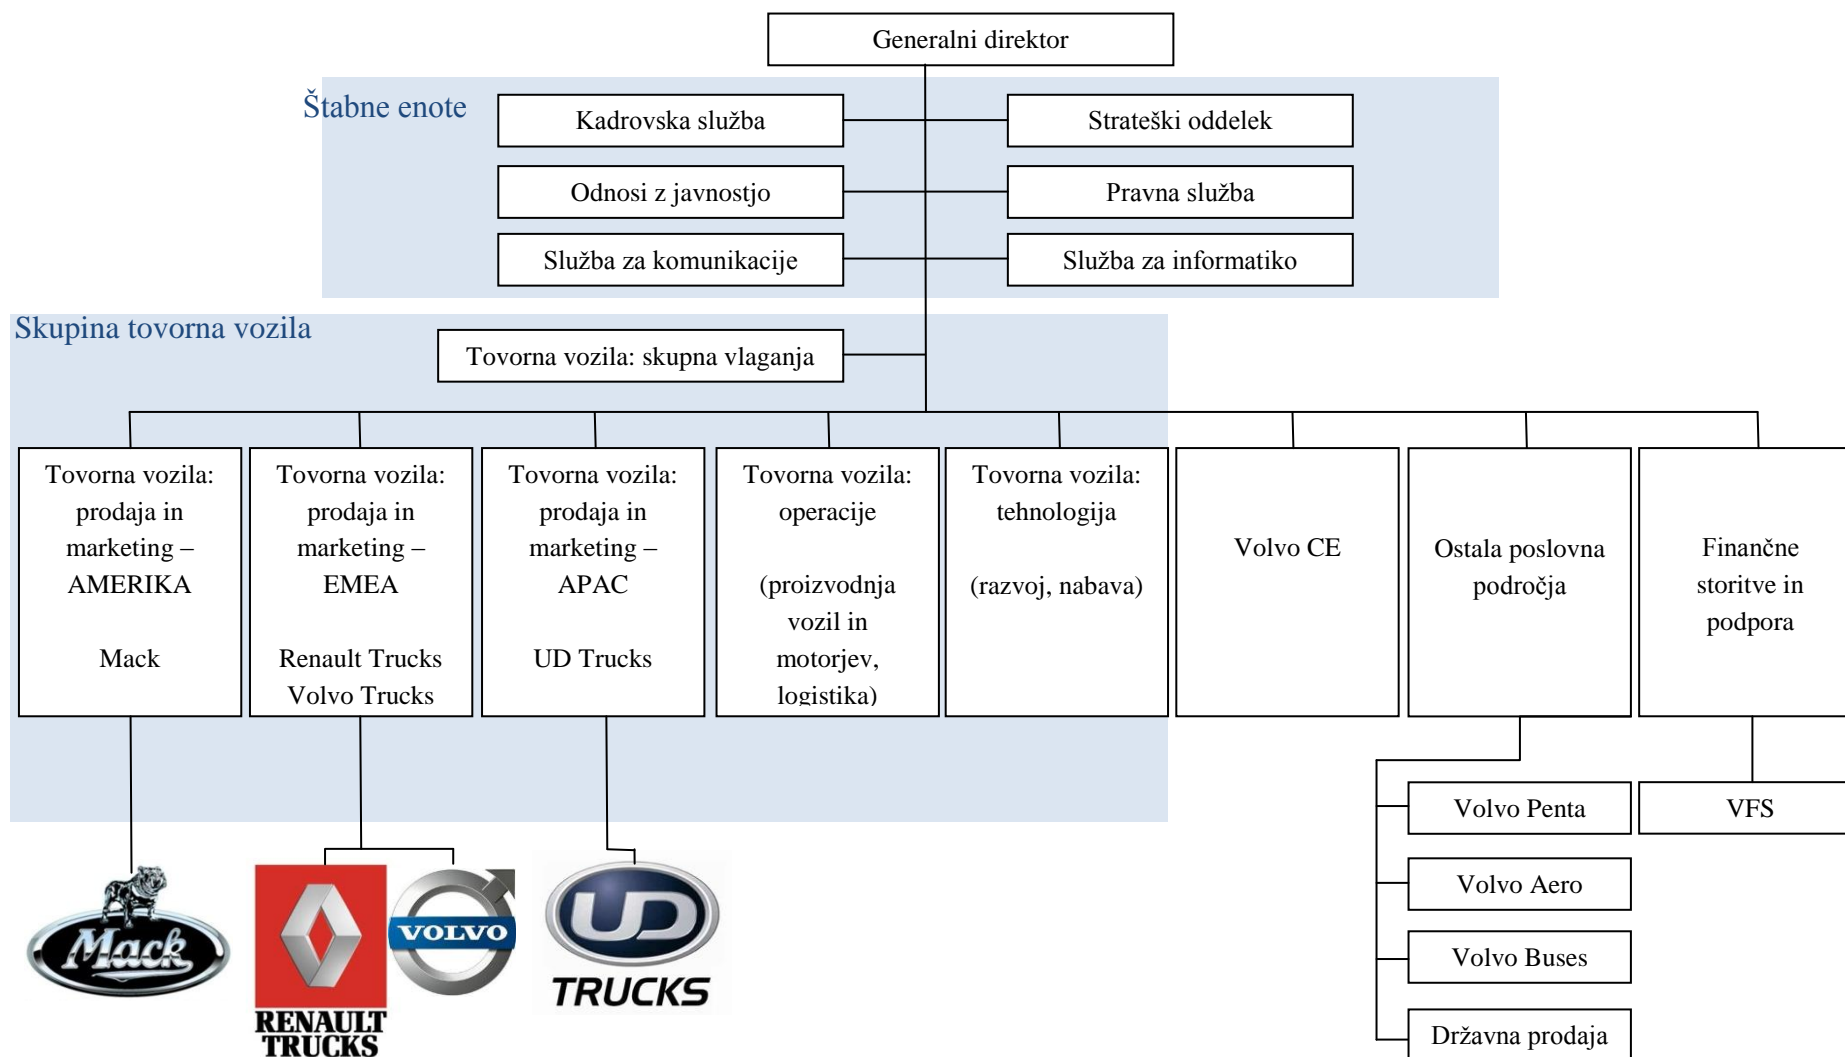 Generalni direktor
Štabne enote
Kadrovska služba
Strateški oddelek
Odnosi z javnostjo
Pravna služba
Služba za komunikacije
Služba za informatiko
Skupina tovorna vozila
Tovorna vozila: skupna vlaganja
Tovorna vozila:
prodaja in
marketing –
AMERIKA
Mack
Tovorna vozila:
prodaja in
marketing –
EMEA
Renault Trucks
Volvo Trucks
Tovorna vozila:
prodaja in
marketing –
APAC
UD Trucks
Tovorna vozila:
operacije
(proizvodnja
vozil in
motorjev,
logistika)
Tovorna vozila:
tehnologija
(razvoj, nabava)
Volvo CE
Ostala poslovna
področja
Finančne
storitve in
podpora
Volvo Penta
VFS
Volvo Aero
Volvo Buses
Državna prodaja
Mack
RENAULT
TRUCKS
VOLVO
UD
TRUCKS